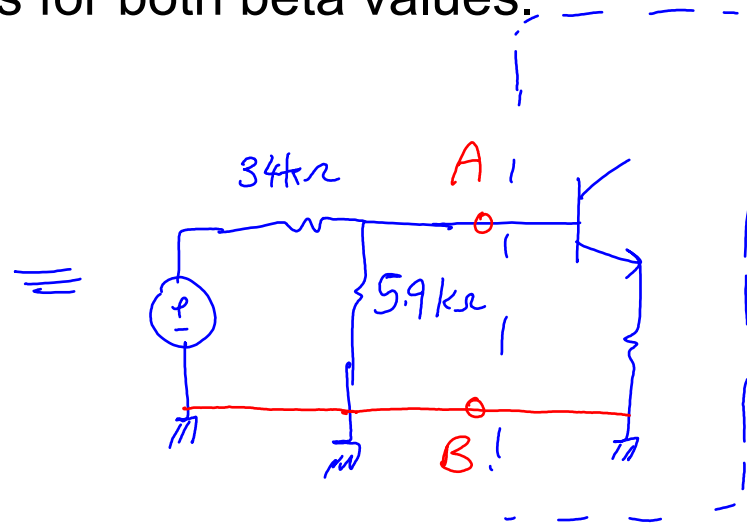 s for both beta values.
34kΩ
A
5.9kΩ
B